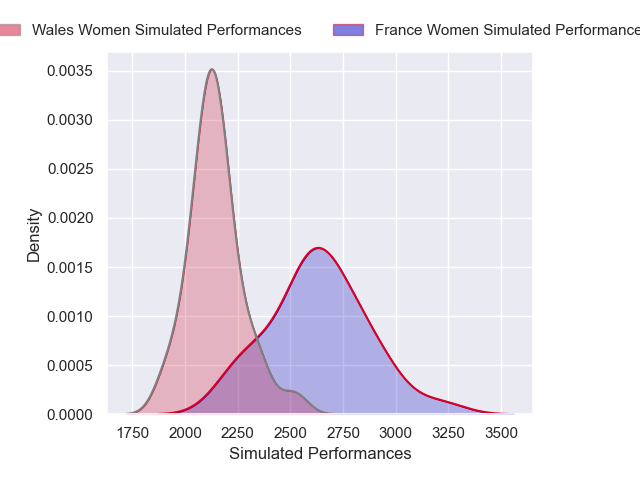 Wales Women Simulated Performances
France Women Simulated Performance
0.0035
0.0030
0.0025
0.0020
0.0015
0.0010
0.0005
0.0000
Density
1750 2000 2250 2500 2750 3000 3250 3500
Simulated Performances